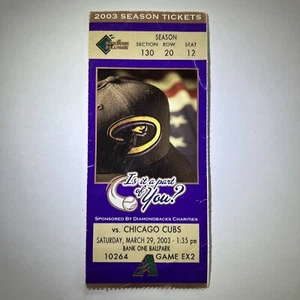 2003 SEASON TICKETS
SEASON
SECTION ROW SEAT
130 20 12
Is it a part
of
You?
SPONSORED BY DIAMONDBACKS CHARITIES
vs. CHICAGO CUBS
SATURDAY, MARCH 29, 2003 - 1:35 pm
BANK ONE BALLPARK
10264 GAME EX2